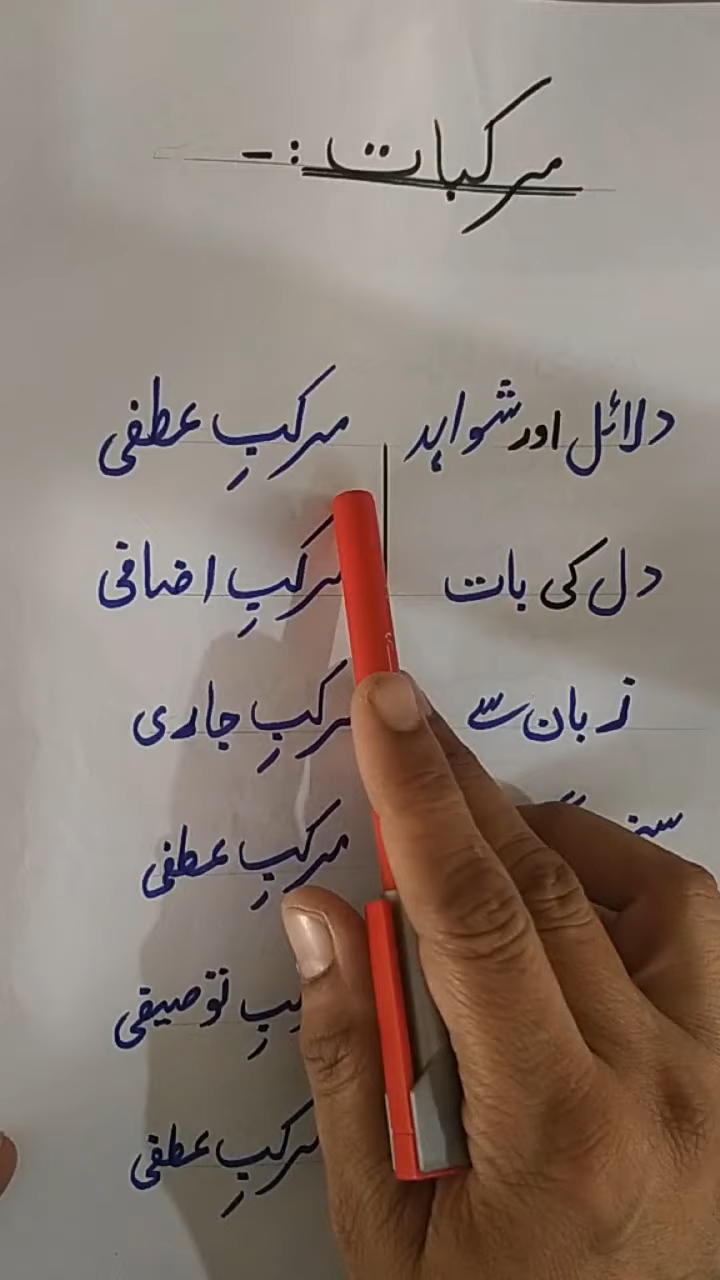 مرکبات :-
دلائل اور شواہد مرکبِ عطفی
دل کی بات مرکبِ اضافی
زبان سے مرکبِ جاری
مرکبِ عطفی
توصیفی
مرکبِ عطفی